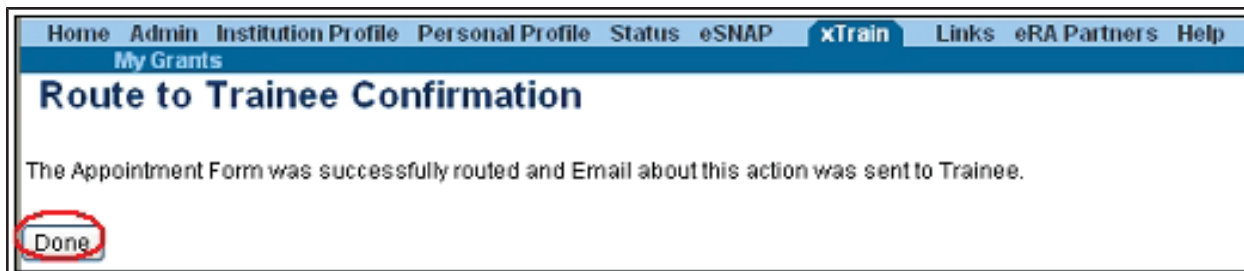 Home Admin Institution Profile Personal Profile Status eSNAP xTrain Links eRA Partners Help
My Grants
Route to Trainee Confirmation
The Appointment Form was successfully routed and Email about this action was sent to Trainee.
Done